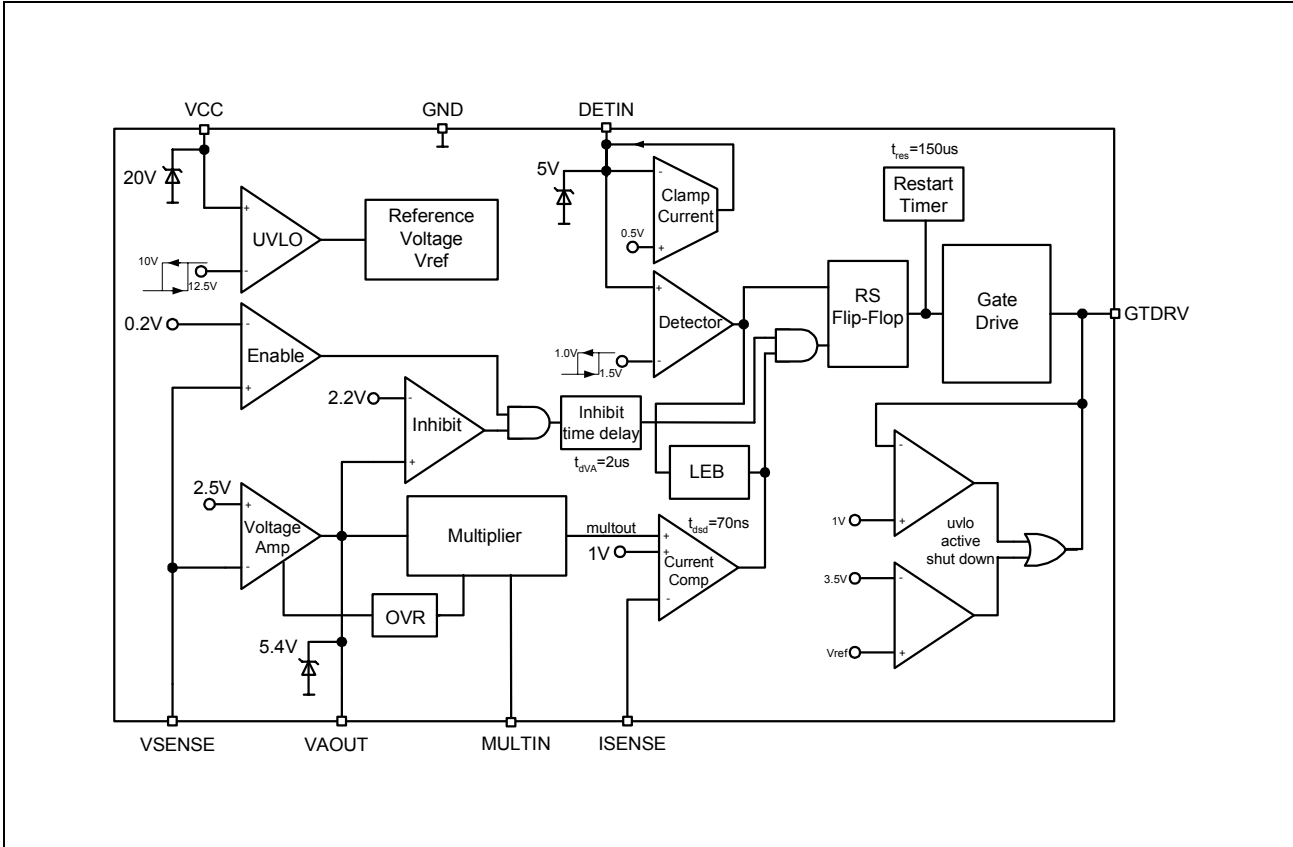 VCC
GND
DETIN
20V
+
UVLO
-
10V
12.5V
Reference
Voltage
Vref
5V
-
Clamp
Current
0.5V
+
t_res=150us
Restart
Timer
0.2V
-
Enable
+
+
Detector
-
1.0V
1.5V
RS
Flip-Flop
Gate
Drive
GTDRV
2.2V
-
Inhibit
+
Inhibit
time delay
t_dVA=2us
LEB
2.5V
+
Voltage
Amp
-
Multiplier
multout
t_dsd=70ns
+
1V
+
Current
Comp
-
OVR
5.4V
-
1V
+
uvlo
active
shut down
3.5V
-
Vref
+
VSENSE
VAOUT
MULTIN
ISENSE